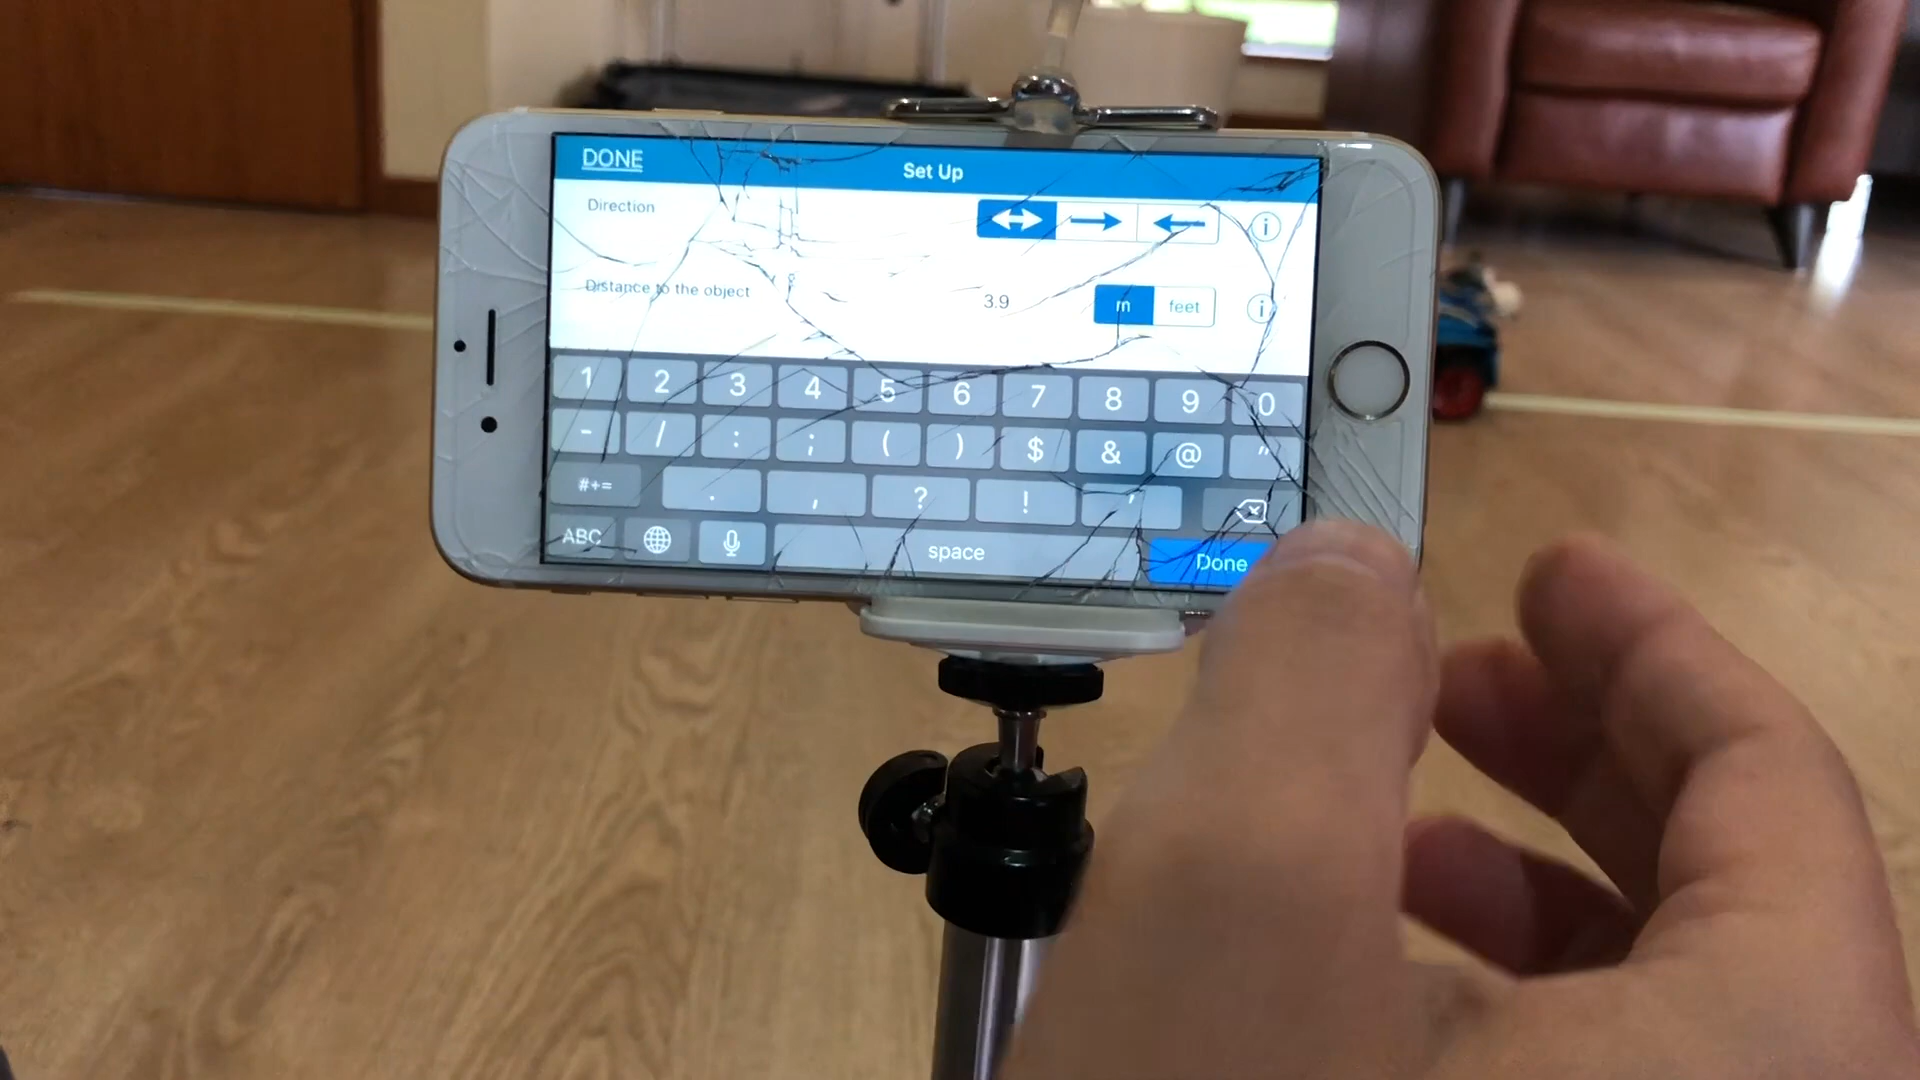 DONE Set Up
Direction
Distance to the object 3.9 m feet
1 2 3 4 5 6 7 8 9 0
- / : ; ( ) $ & @ "
#+= . , ? ! '
ABC space Done